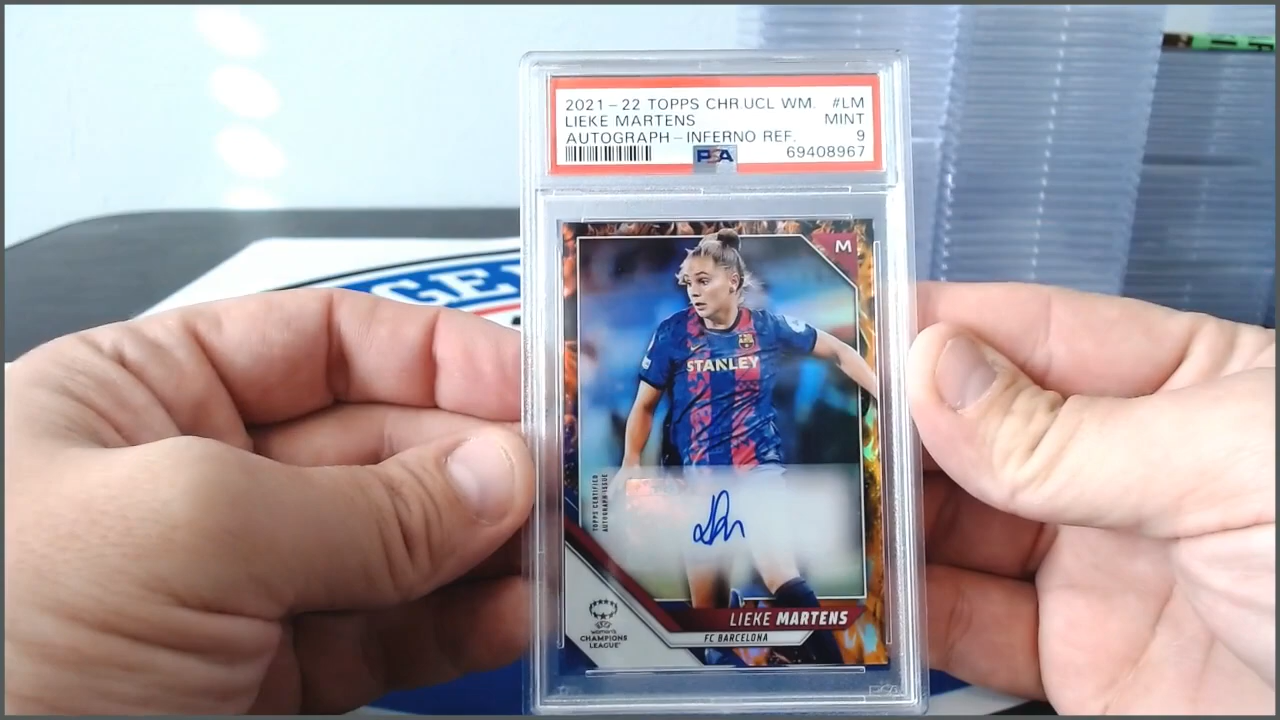 2021-22 TOPPS CHR.UCL WM. #LM
LIEKE MARTENS MINT
AUTOGRAPH-INFERNO REF. 9
PSA 69408967
M
STANLEY
TOPPS CERTIFIED
AUTOGRAPH ISSUE
LIEKE MARTENS
FC BARCELONA
WOMEN'S
CHAMPIONS
LEAGUE